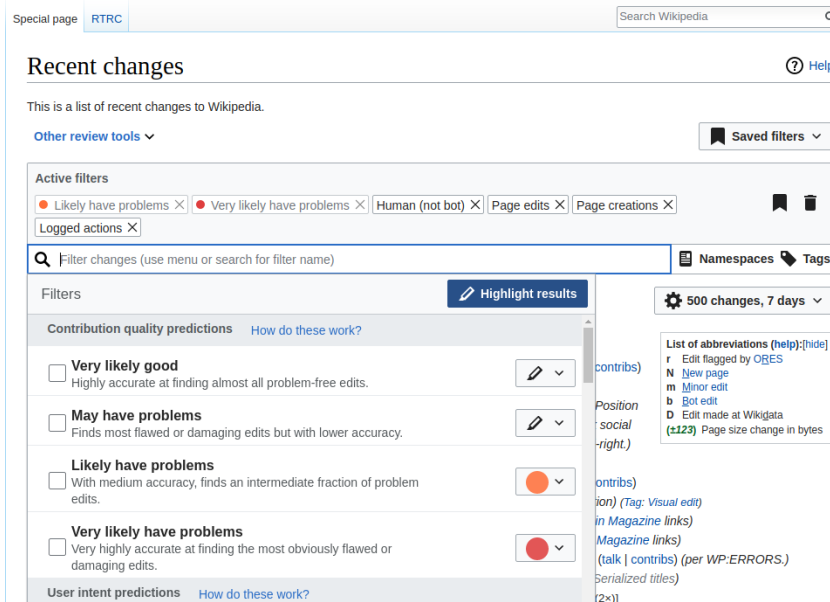 Special page RTRC Search Wikipedia
Recent changes Help
This is a list of recent changes to Wikipedia.
Other review tools Saved filters
Active filters
Likely have problems Very likely have problems Human (not bot) Page edits Page creations
Logged actions
Filter changes (use menu or search for filter name) Namespaces Tags
Filters Highlight results
500 changes, 7 days
Contribution quality predictions How do these work?
Very likely good
Highly accurate at finding almost all problem-free edits.
May have problems
Finds most flawed or damaging edits but with lower accuracy.
Likely have problems
With medium accuracy, finds an intermediate fraction of problem
edits.
Very likely have problems
Very highly accurate at finding the most obviously flawed or
damaging edits.
User intent predictions How do these work?
List of abbreviations (help):[hide]
r Edit flagged by ORES
N New page
m Minor edit
b Bot edit
D Edit made at Wikidata
(±123) Page size change in bytes
contribs)
Position
social
-right.)
ontribs)
ion) (Tag: Visual edit)
in Magazine links)
Magazine links)
(talk | contribs) (per WP:ERRORS.)
Serialized titles)
(2×)]